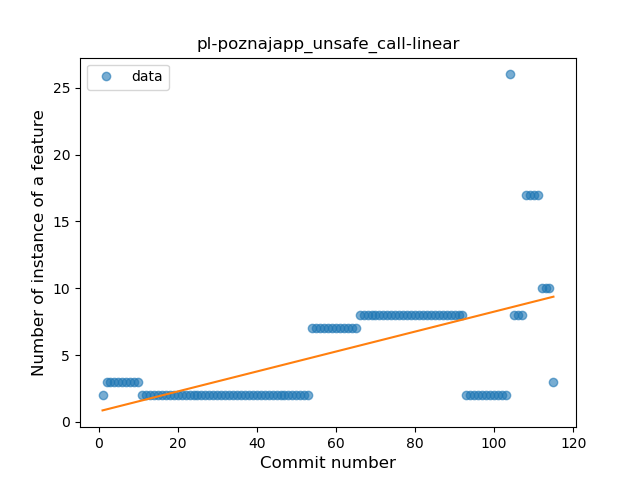 pl-poznajapp_unsafe_call-linear
data
Number of instance of a feature
25
20
15
10
5
0
0 20 40 60 80 100 120
Commit number